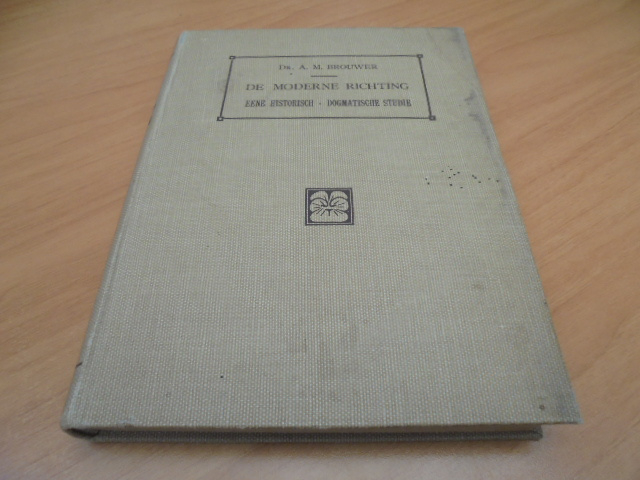 DR. A. M. BROUWER
DE MODERNE RICHTING
EENE HISTORISCH - DOGMATISCHE STUDIE